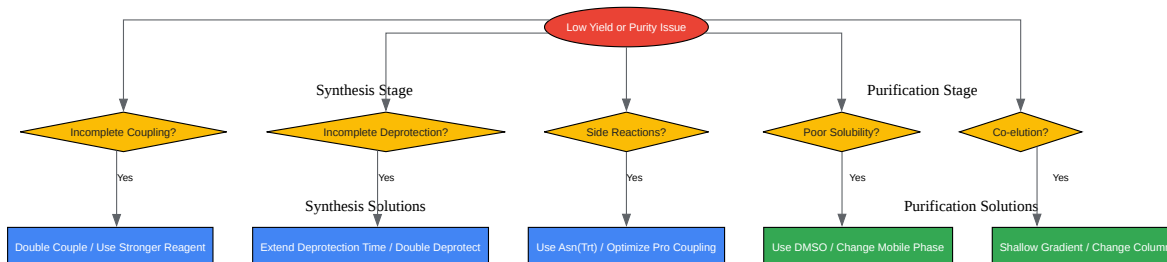 Low Yield or Purity Issue
Synthesis Stage
Purification Stage
Incomplete Coupling?
Incomplete Deprotection?
Side Reactions?
Poor Solubility?
Co-elution?
Yes
Yes
Yes
Yes
Yes
Synthesis Solutions
Purification Solutions
Double Couple / Use Stronger Reagent
Extend Deprotection Time / Double Deprotect
Use Asn(Trt) / Optimize Pro Coupling
Use DMSO / Change Mobile Phase
Shallow Gradient / Change Column